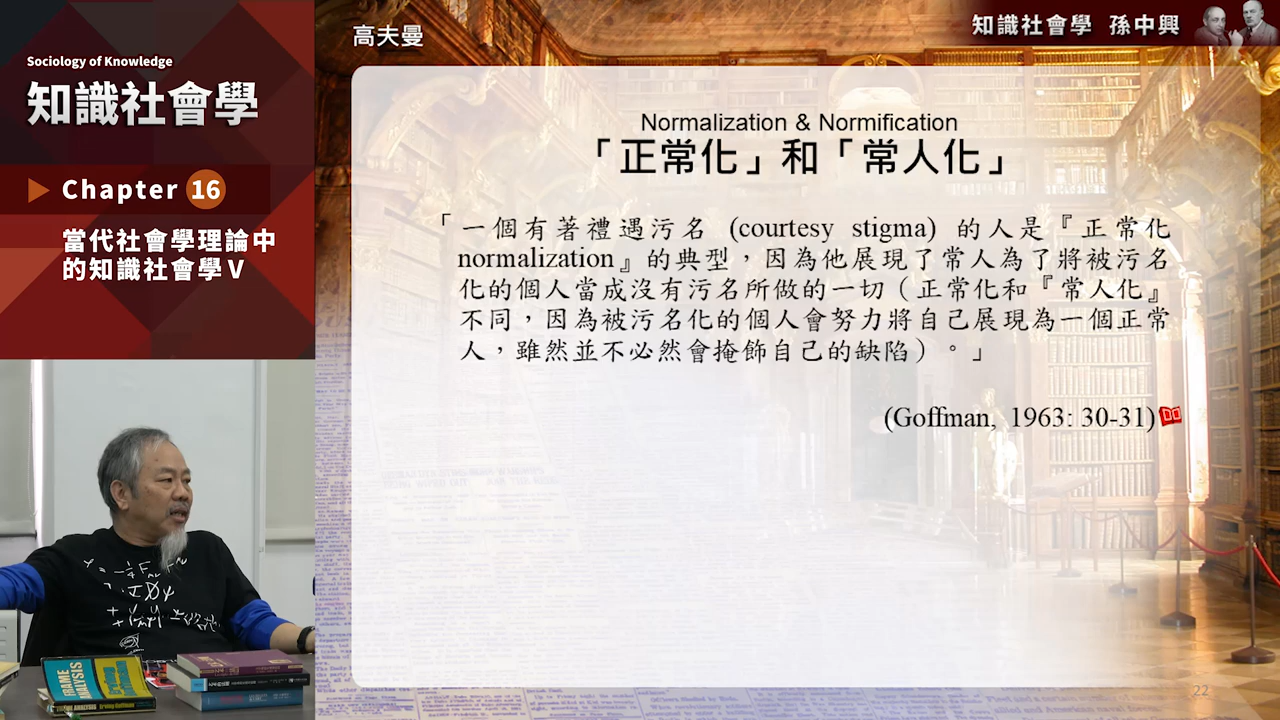 Sociology of Knowledge
知識社會學
Chapter 16
當代社會學理論中
的知識社會學 V
高夫曼
知識社會學 孫中興
Normalization & Normification
「正常化」和「常人化」
「一個有著禮遇污名 (courtesy stigma) 的人是『正常化
normalization』的典型，因為他展現了常人為了將被污名
化的個人當成沒有污名所做的一切（正常化和『常人化』
不同，因為被污名化的個人會努力將自己展現為一個正常
人，雖然並不必然會掩飾自己的缺陷）。」
(Goffman, 1963: 30-31)
22
FRAME
ANALYSIS
Erving Goffman